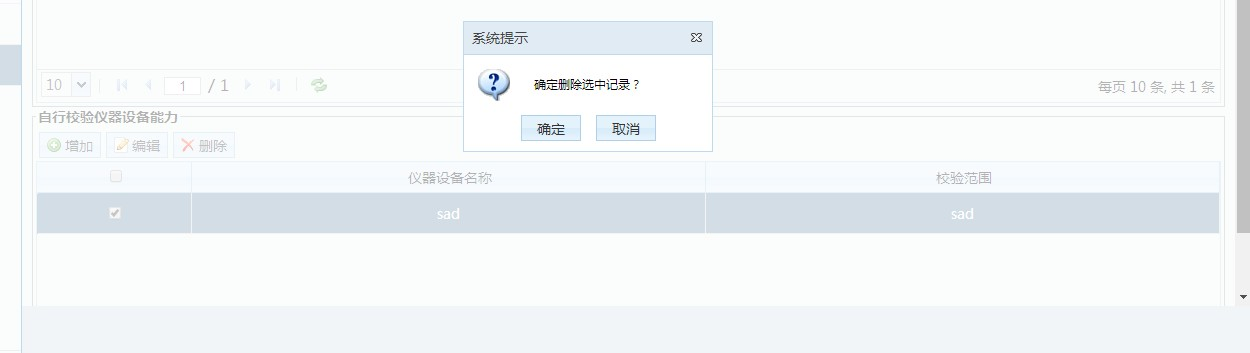 系统提示
确定删除选中记录？
确定 取消
10 1 / 1 每页 10 条, 共 1 条
自行校验仪器设备能力
增加 编辑 删除
仪器设备名称 校验范围
sad sad